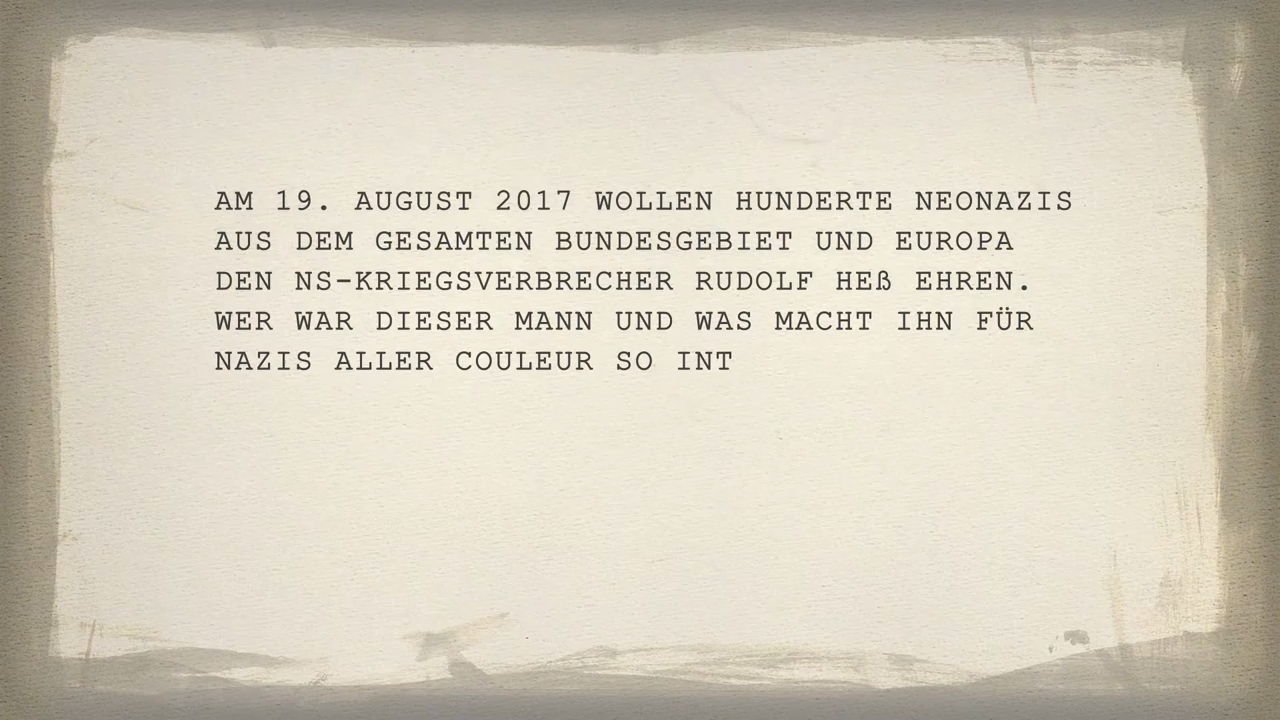 AM 19. AUGUST 2017 WOLLEN HUNDERTE NEONAZIS
AUS DEM GESAMTEN BUNDESGEBIET UND EUROPA
DEN NS-KRIEGSVERBRECHER RUDOLF HEß EHREN.
WER WAR DIESER MANN UND WAS MACHT IHN FÜR
NAZIS ALLER COULEUR SO INT